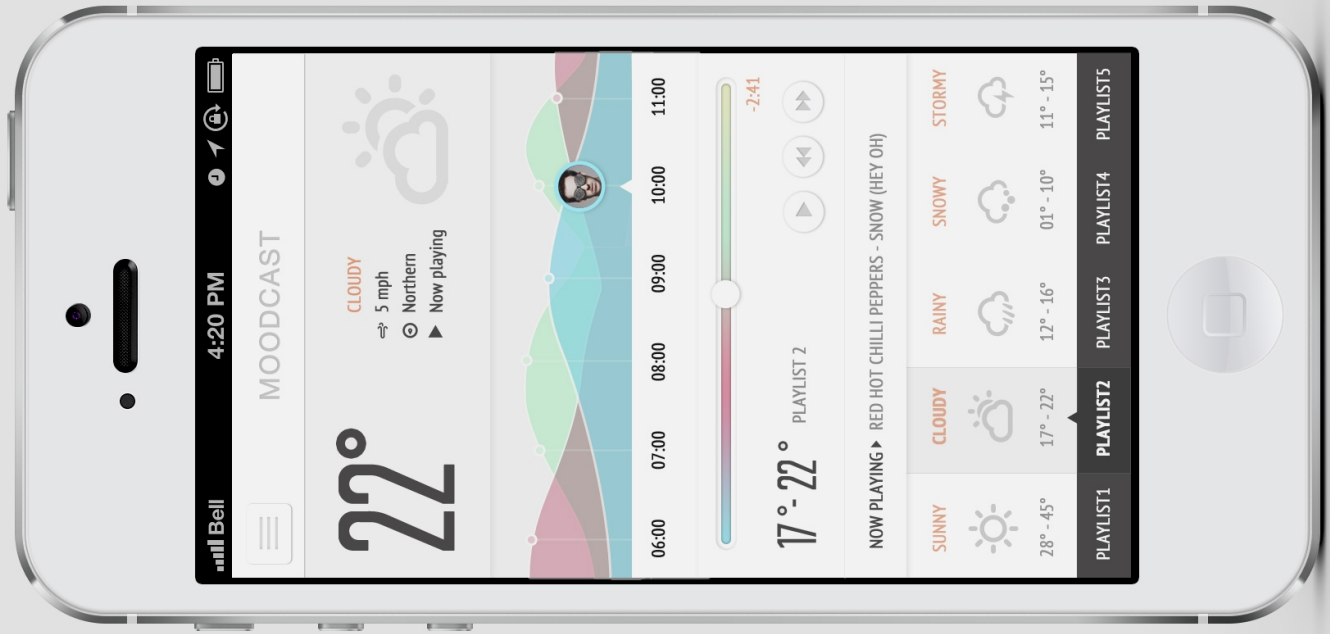 Bell 4:20 PM
MOODCAST
22°
CLOUDY
5 mph
Northern
Now playing
06:00 07:00 08:00 09:00 10:00 11:00
-2:41
17°- 22° PLAYLIST 2
NOW PLAYING RED HOT CHILLI PEPPERS - SNOW (HEY OH)
SUNNY CLOUDY RAINY SNOWY STORMY
28° - 45° 17° - 22° 12° - 16° 01° - 10° 11° - 15°
PLAYLIST1 PLAYLIST2 PLAYLIST3 PLAYLIST4 PLAYLIST5